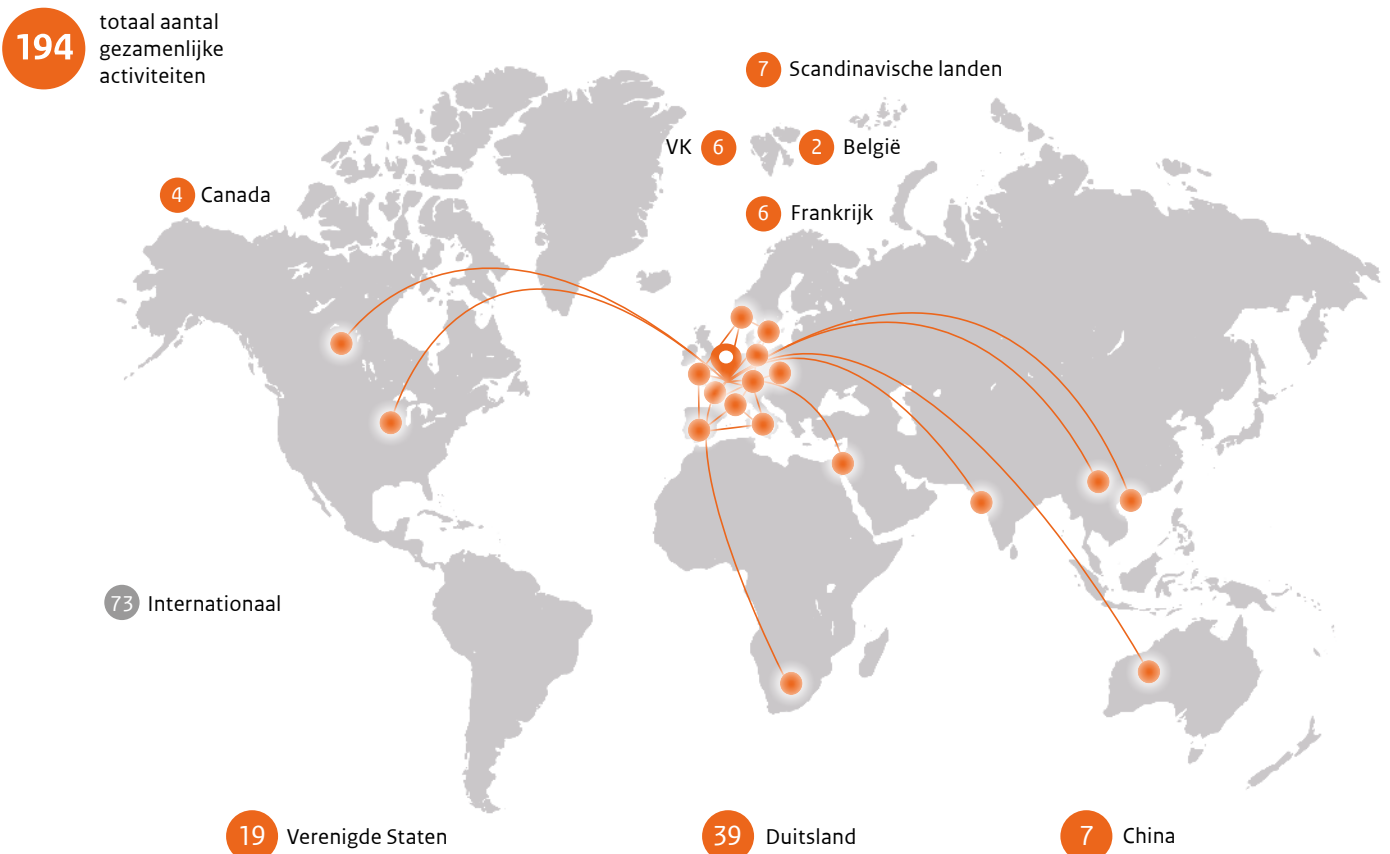 194
totaal aantal
gezamenlijke
activiteiten
7 Scandinavische landen
VK 6
2 België
4 Canada
6 Frankrijk
73 Internationaal
19 Verenigde Staten
39 Duitsland
7 China